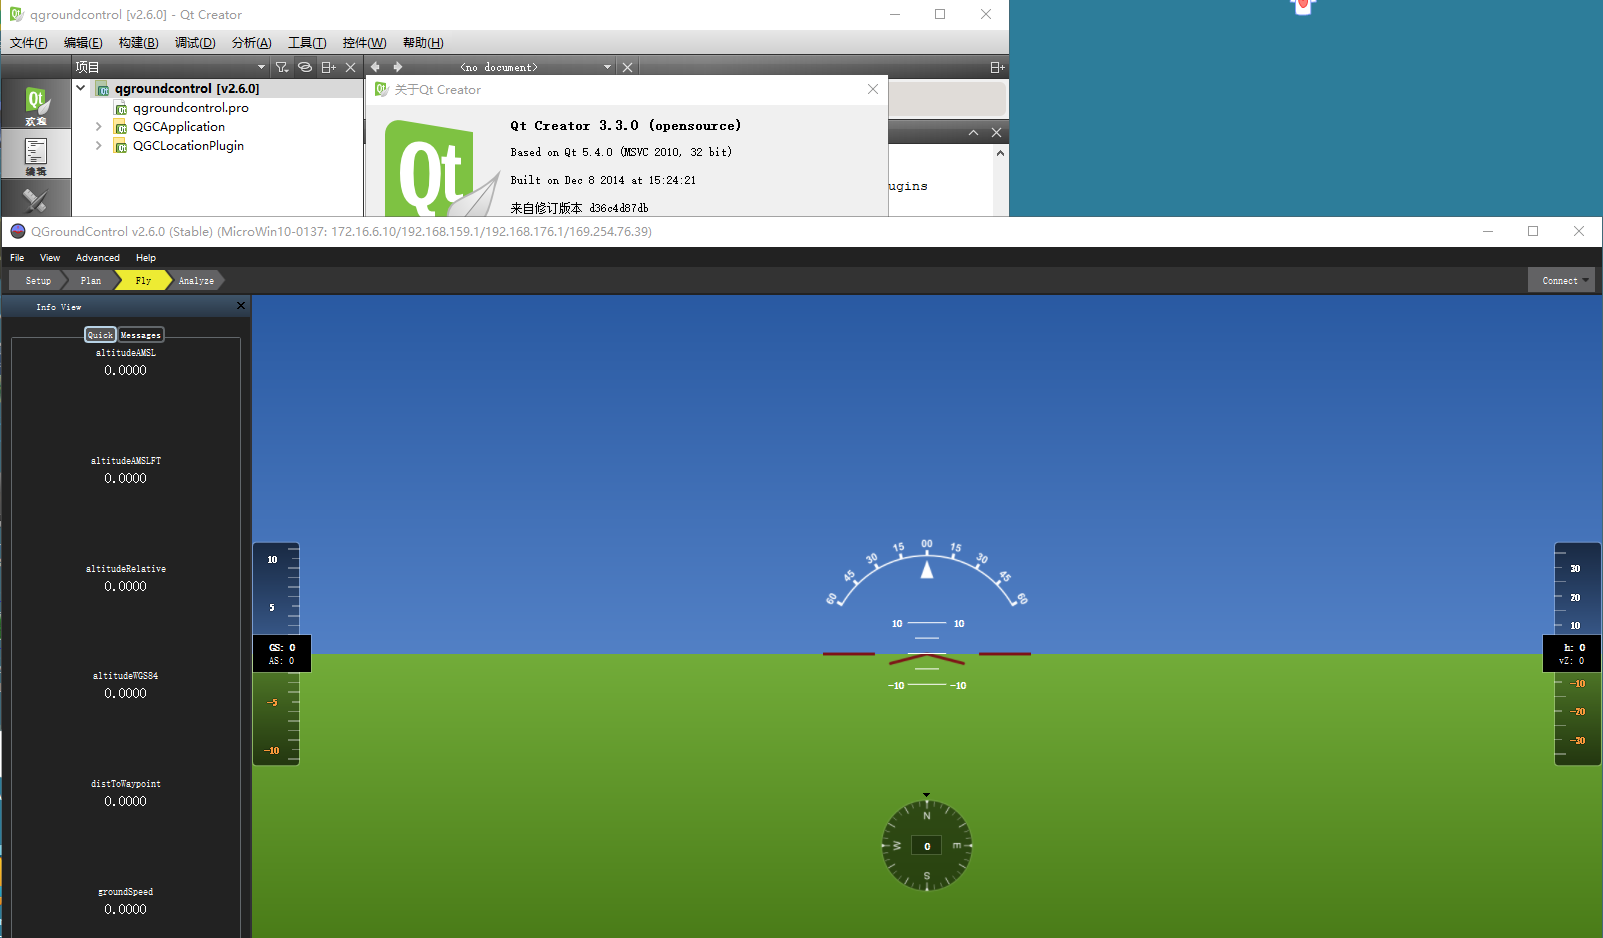 qgroundcontrol [v2.6.0] - Qt Creator
文件(F) 编辑(E) 构建(B) 调试(D) 分析(A) 工具(T) 控件(W) 帮助(H)
项目
<no document>
欢迎
编辑
qgroundcontrol [v2.6.0]
qgroundcontrol.pro
QGCApplication
QGCLocationPlugin
关于Qt Creator
Qt
Qt Creator 3.3.0 (opensource)
Based on Qt 5.4.0 (MSVC 2010, 32 bit)
Built on Dec 8 2014 at 15:24:21
来自修订版本 d36c4d87db
ugins
QGroundControl v2.6.0 (Stable) (MicroWin10-0137: 172.16.6.10/192.168.159.1/192.168.176.1/169.254.76.39)
File View Advanced Help
Setup Plan Fly Analyze Connect
Info View
Quick Messages
altitudeAMSL
0.0000
altitudeAMSLFT
0.0000
altitudeRelative
0.0000
altitudeWGS84
0.0000
distToWaypoint
0.0000
groundSpeed
0.0000
10
5
GS: 0
AS: 0
-5
-10
60 45 30 15 00 15 30 45 60
10 10
-10 -10
N
W 0 E
S
30
20
10
h: 0
vZ: 0
-10
-20
-30